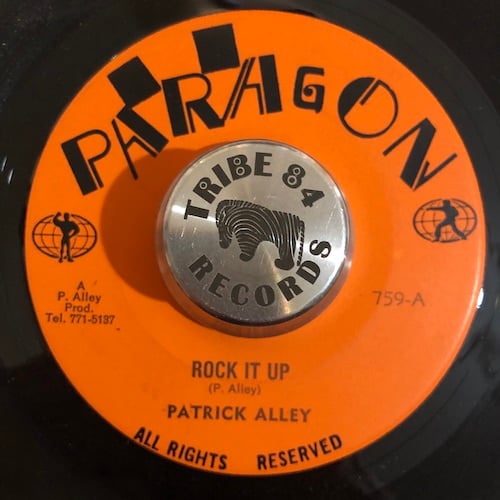 PARAGON
TRIBE 84
RECORDS
A
P. Alley
Prod.
Tel. 771-5137
759-A
ROCK IT UP
(P. Alley)
PATRICK ALLEY
ALL RIGHTS RESERVED